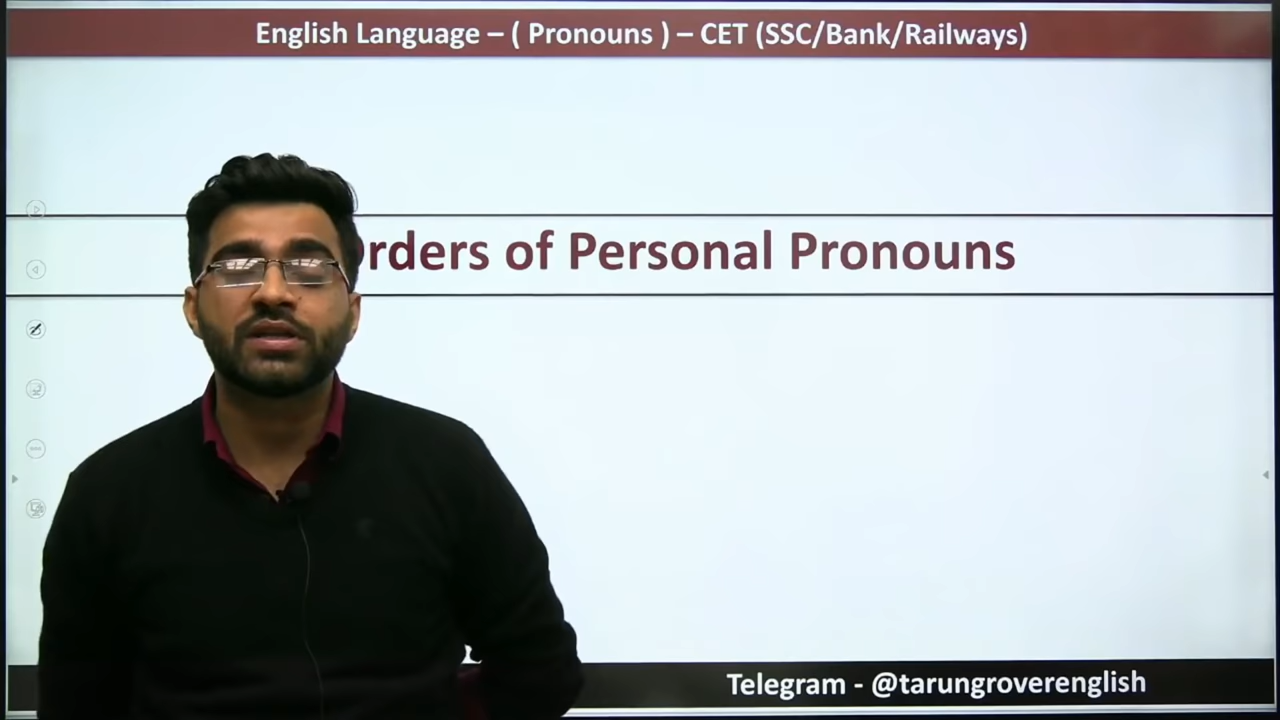 English Language – ( Pronouns ) – CET (SSC/Bank/Railways)
rders of Personal Pronouns
Telegram - @tarungroverenglish